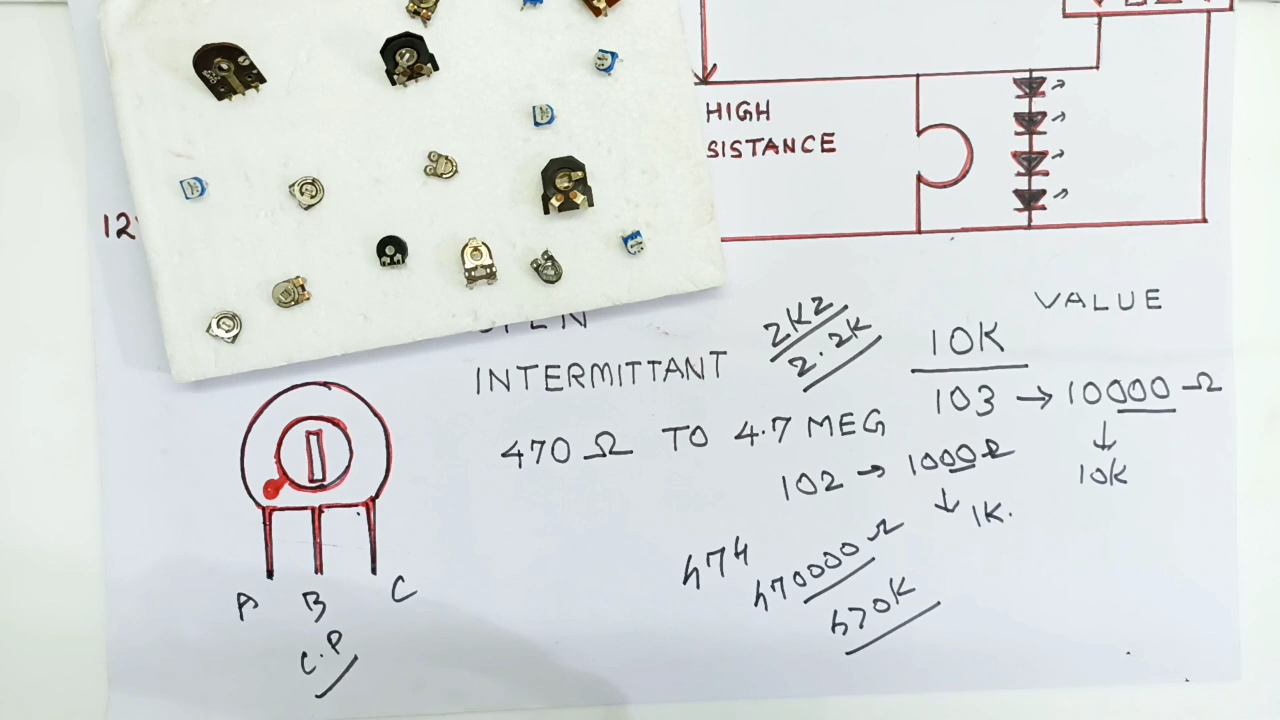 HIGH
SISTANCE
12
INTERMITTANT
2K2
2.2K
10K
VALUE
103 → 10000 Ω
10K
470 Ω TO 4.7 MEG
102 → 1000 Ω
1K.
474
470000 Ω
470K
A B C
C.P